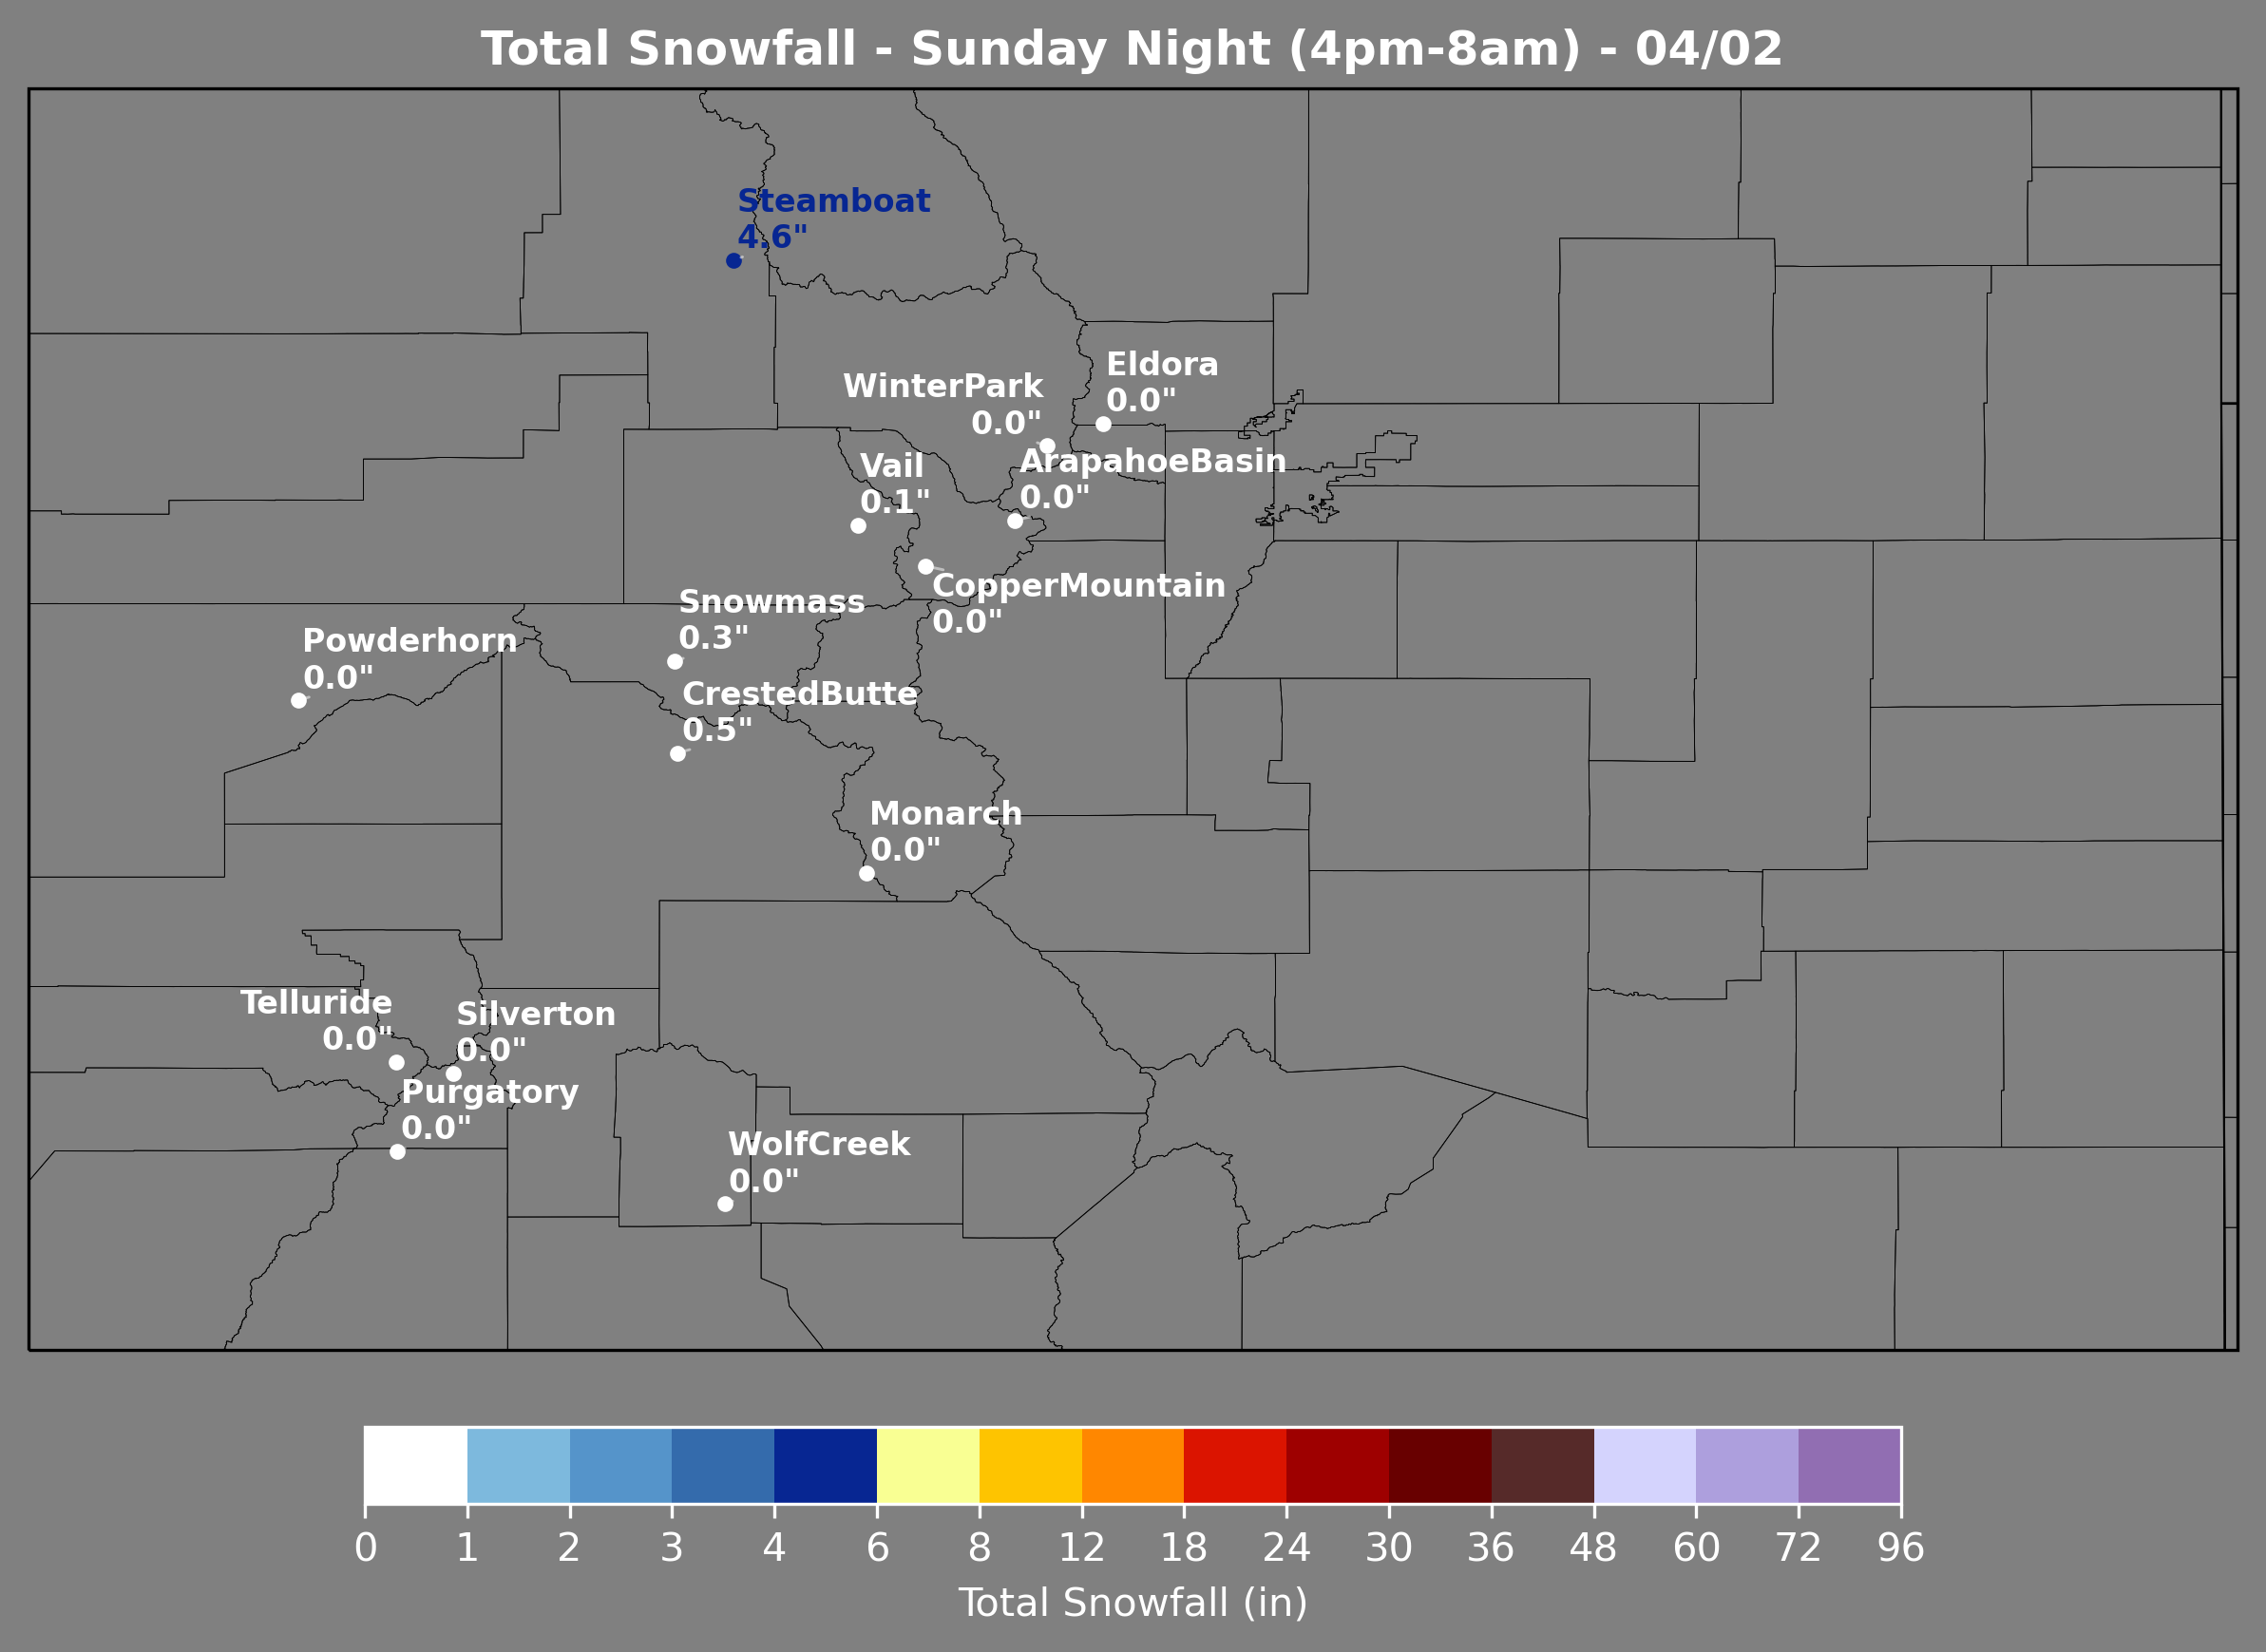 Total Snowfall - Sunday Night (4pm-8am) - 04/02
Steamboat
4.6"
Eldora
0.0"
WinterPark
0.0"
ArapahoeBasin
0.0"
Vail
0.1"
CopperMountain
0.0"
Snowmass
0.3"
Powderhorn
0.0"
CrestedButte
0.5"
Monarch
0.0"
Telluride
0.0"
Silverton
0.0"
Purgatory
0.0"
WolfCreek
0.0"
0 1 2 3 4 6 8 12 18 24 30 36 48 60 72 96
Total Snowfall (in)